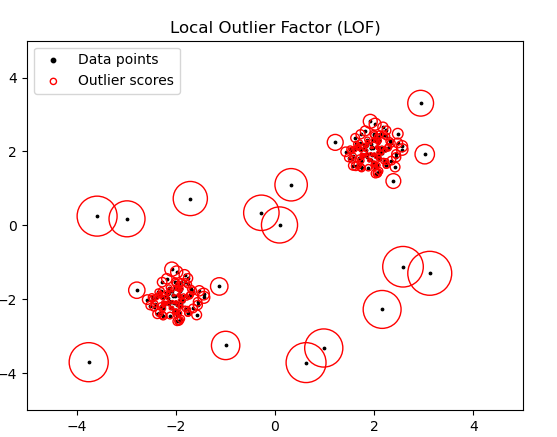 Local Outlier Factor (LOF)
Data points
Outlier scores
4
2
0
−2
−4
−4 −2 0 2 4